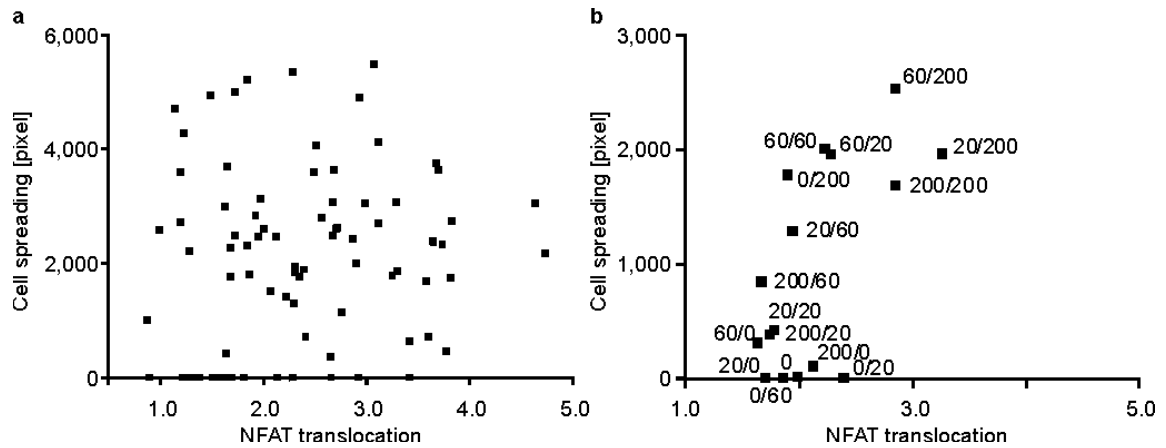 a
6,000
4,000
2,000
0
Cell spreading [pixel]
1.0 2.0 3.0 4.0 5.0
NFAT translocation
b
3,000
2,000
1,000
0
Cell spreading [pixel]
60/200
60/60 60/20 20/200
0/200 200/200
20/60
200/60
20/20
60/0 200/20
20/0 0 200/0 0/20
0/60
1.0 3.0 5.0
NFAT translocation